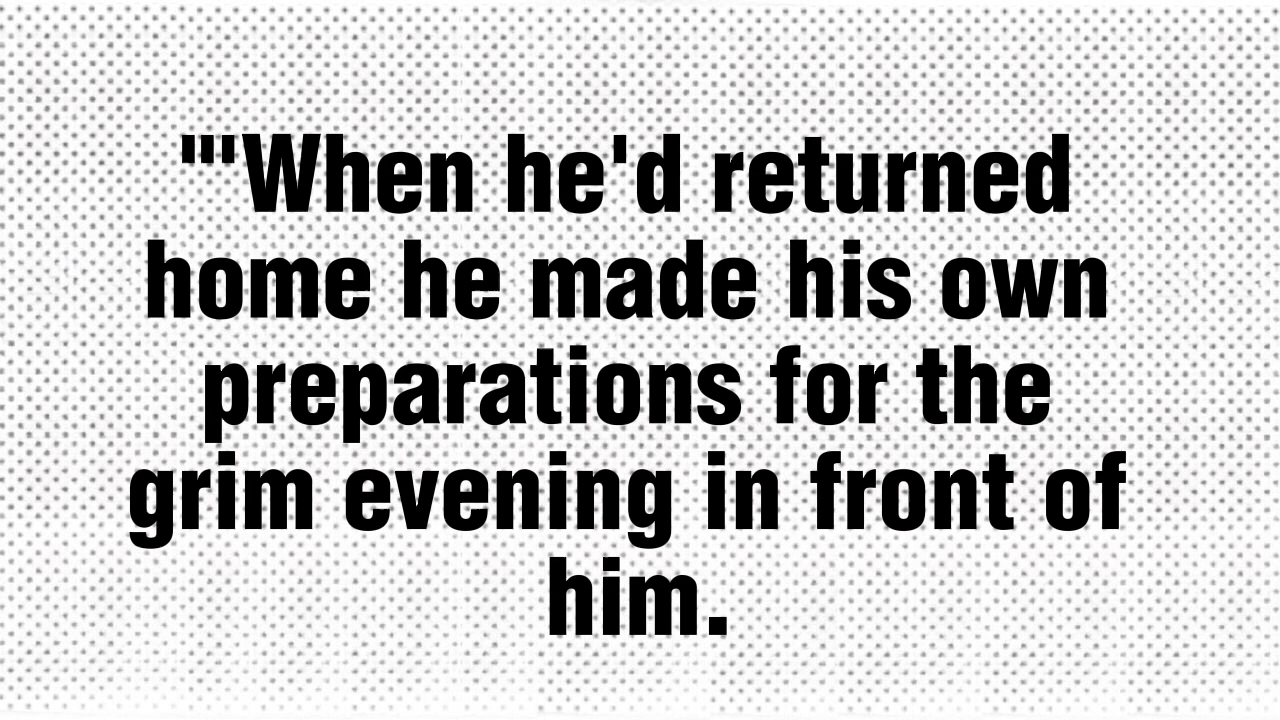 "'When he'd returned
home he made his own
preparations for the
grim evening in front of
him.